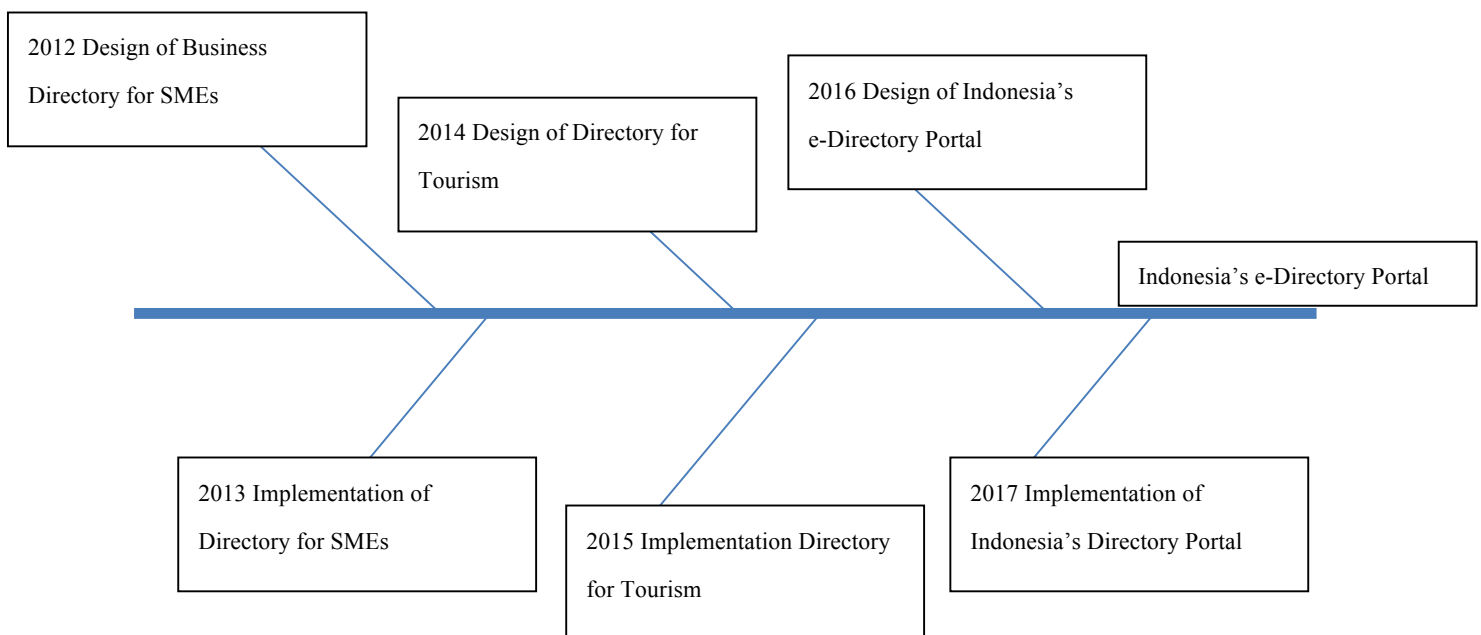 2012 Design of Business
Directory for SMEs
2014 Design of Directory for
Tourism
2016 Design of Indonesia’s
e-Directory Portal
Indonesia’s e-Directory Portal
2013 Implementation of
Directory for SMEs
2015 Implementation Directory
for Tourism
2017 Implementation of
Indonesia’s Directory Portal